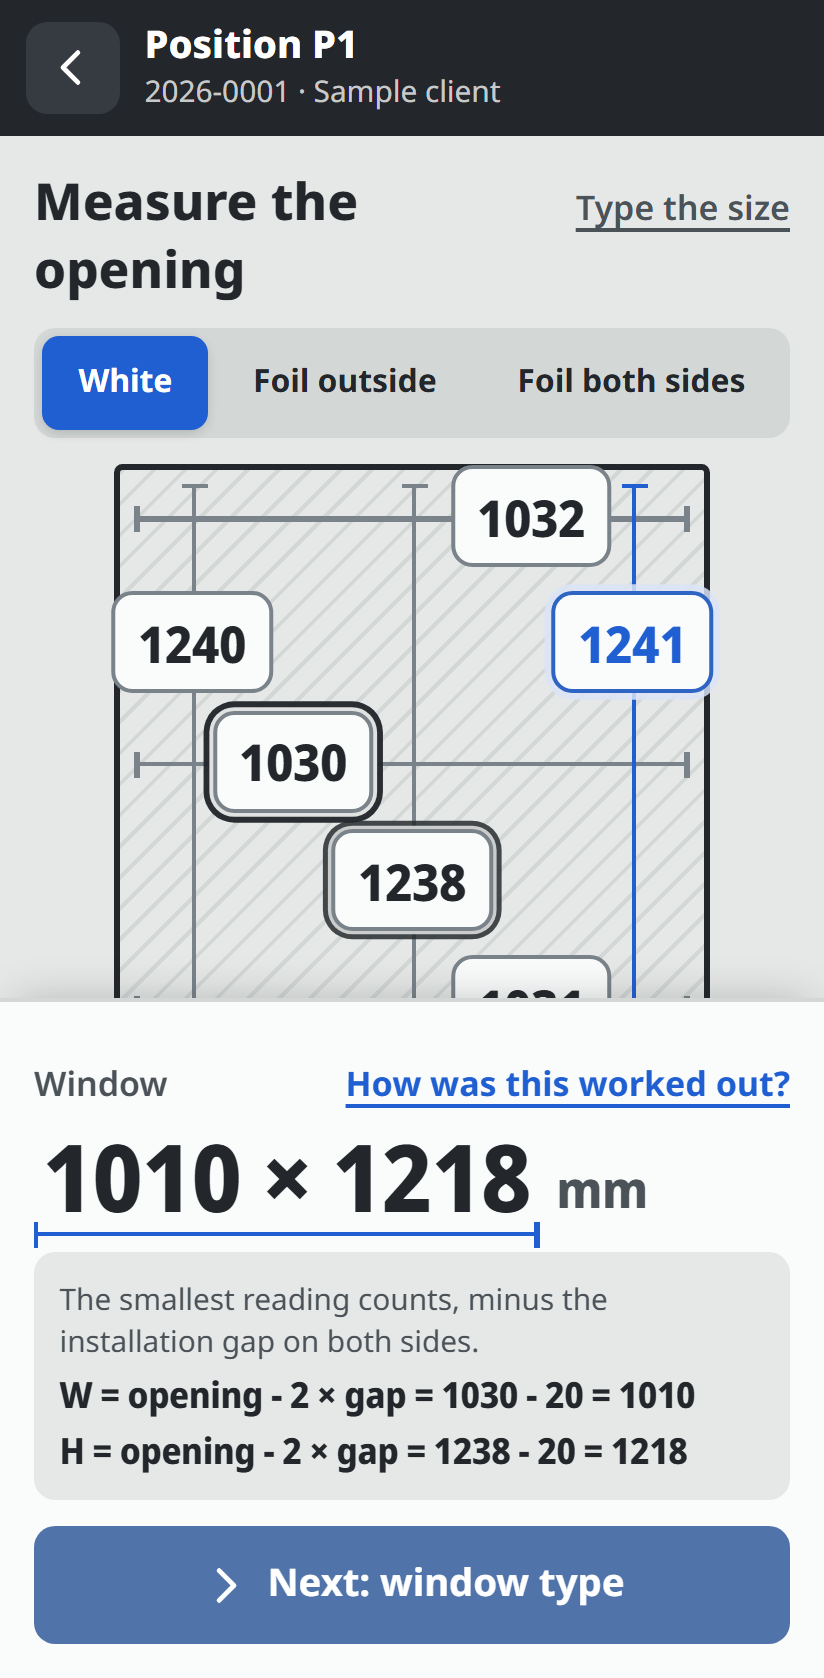 Position P1
2026-0001 · Sample client
Measure the
opening
Type the size
White
Foil outside
Foil both sides
1032
1240
1241
1030
1238
Window
How was this worked out?
1010 × 1218 mm
The smallest reading counts, minus the
installation gap on both sides.
W = opening - 2 × gap = 1030 - 20 = 1010
H = opening - 2 × gap = 1238 - 20 = 1218
Next: window type